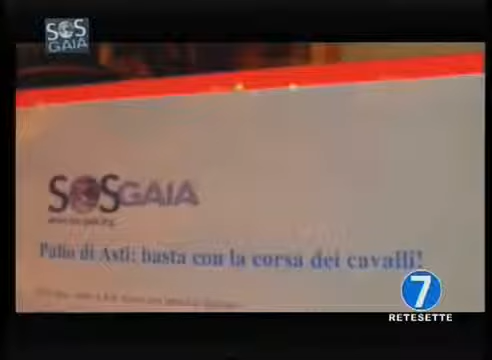 SOS
GAIA
SOSGAIA
Palio di Asti: basta con la corsa dei cavalli!
7
RETESETTE